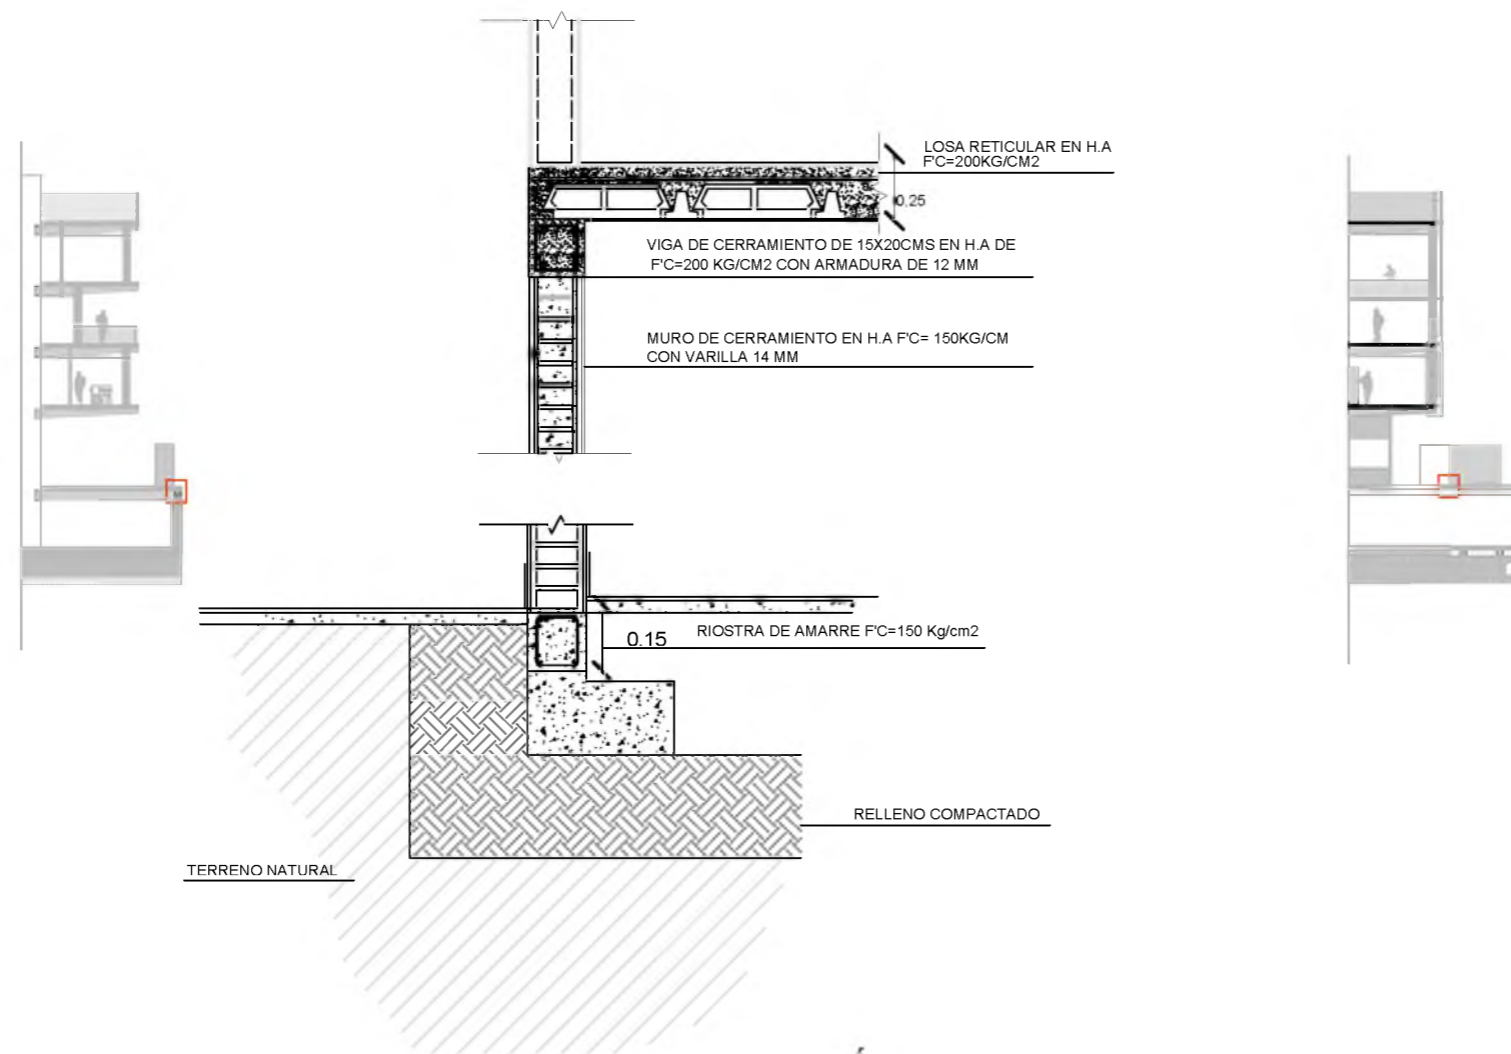 LOSA RETICULAR EN H.A
F'C=200KG/CM2
0.25
VIGA DE CERRAMIENTO DE 15X20CMS EN H.A DE
F'C=200 KG/CM2 CON ARMADURA DE 12 MM
MURO DE CERRAMIENTO EN H.A F'C= 150KG/CM
CON VARILLA 14 MM
0.15
RIOSTRA DE AMARRE F'C=150 Kg/cm2
RELLENO COMPACTADO
TERRENO NATURAL